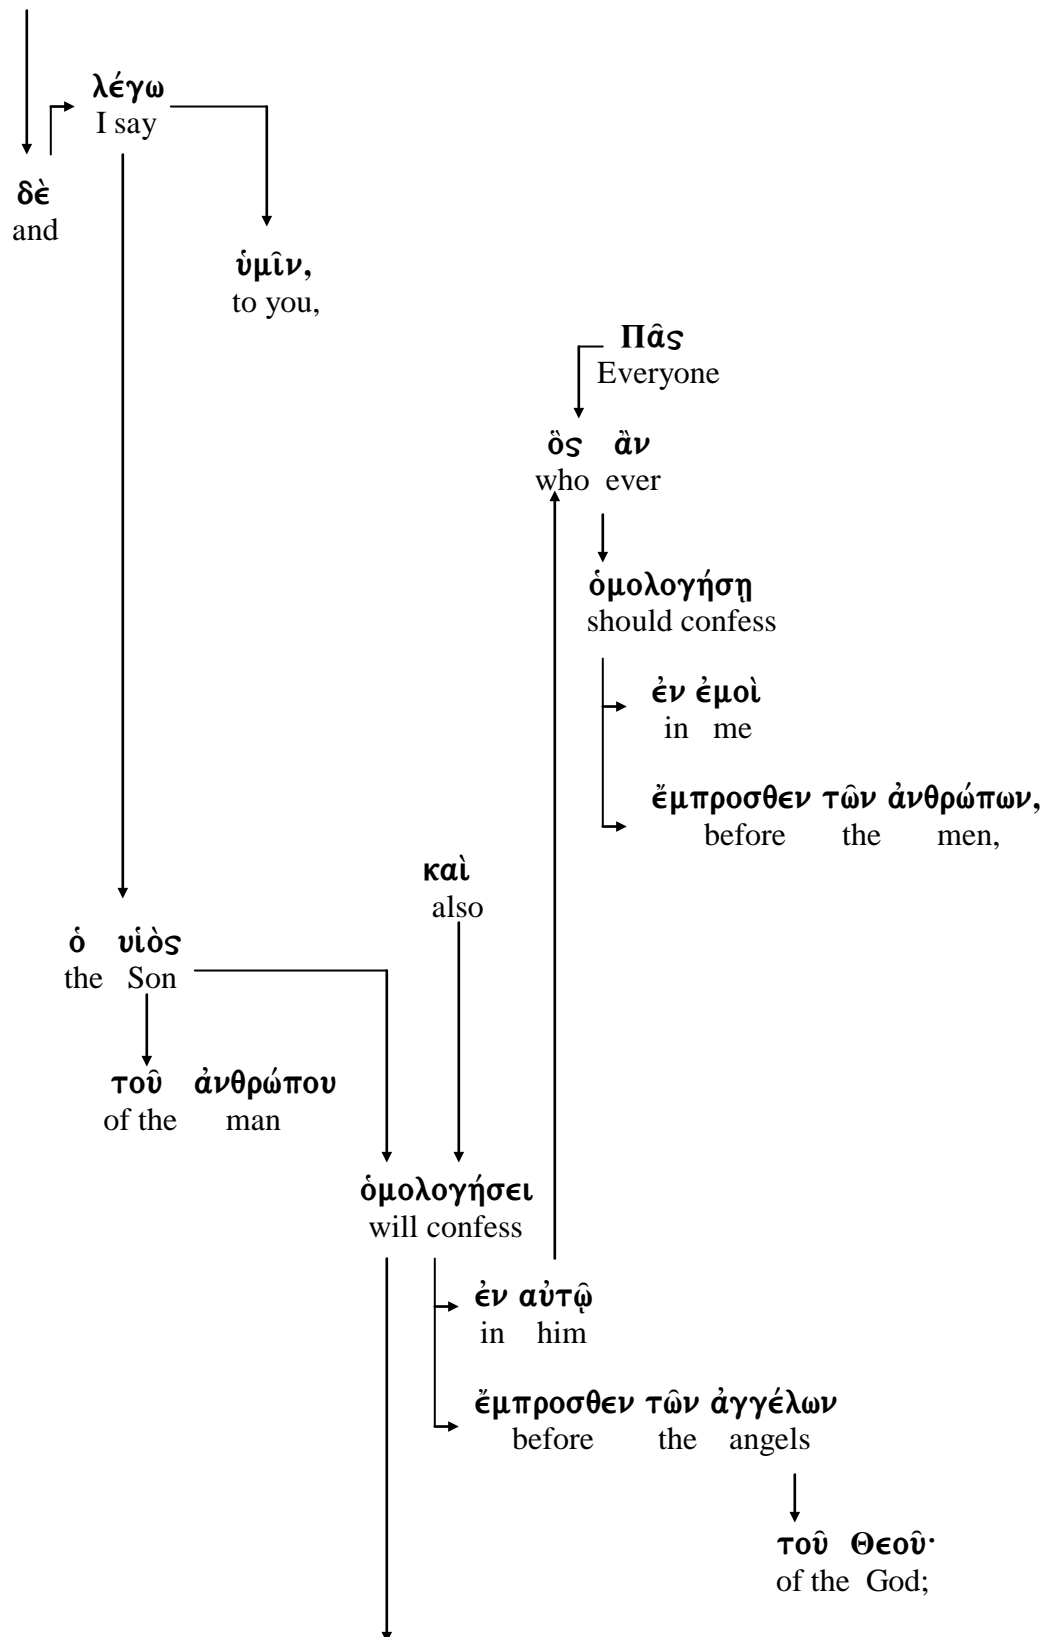 λέγω
I say
δὲ
and
ὑμῖν,
to you,
Πᾶς
Everyone
ὃς ἂν
who ever
ὁμολογήσῃ
should confess
ἐν ἐμοὶ
in me
ἔμπροσθεν τῶν ἀνθρώπων,
before the men,
καὶ
also
ὁ υἱὸς
the Son
τοῦ ἀνθρώπου
of the man
ὁμολογήσει
will confess
ἐν αὐτῷ
in him
ἔμπροσθεν τῶν ἀγγέλων
before the angels
τοῦ Θεοῦ·
of the God;